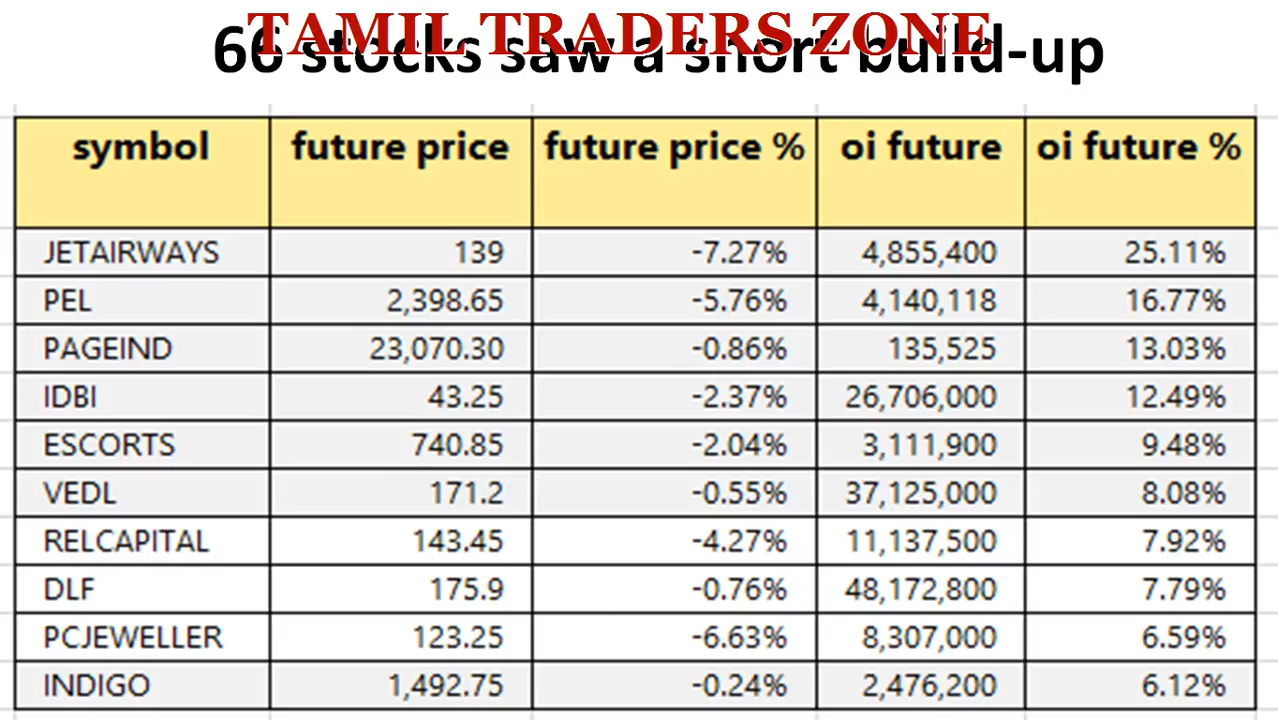 TAMIL TRADERS ZONE
66 stocks saw a short build-up
symbol future price future price % oi future oi future %
JETAIRWAYS 139 -7.27% 4,855,400 25.11%
PEL 2,398.65 -5.76% 4,140,118 16.77%
PAGEIND 23,070.30 -0.86% 135,525 13.03%
IDBI 43.25 -2.37% 26,706,000 12.49%
ESCORTS 740.85 -2.04% 3,111,900 9.48%
VEDL 171.2 -0.55% 37,125,000 8.08%
RELCAPITAL 143.45 -4.27% 11,137,500 7.92%
DLF 175.9 -0.76% 48,172,800 7.79%
PCJEWELLER 123.25 -6.63% 8,307,000 6.59%
INDIGO 1,492.75 -0.24% 2,476,200 6.12%